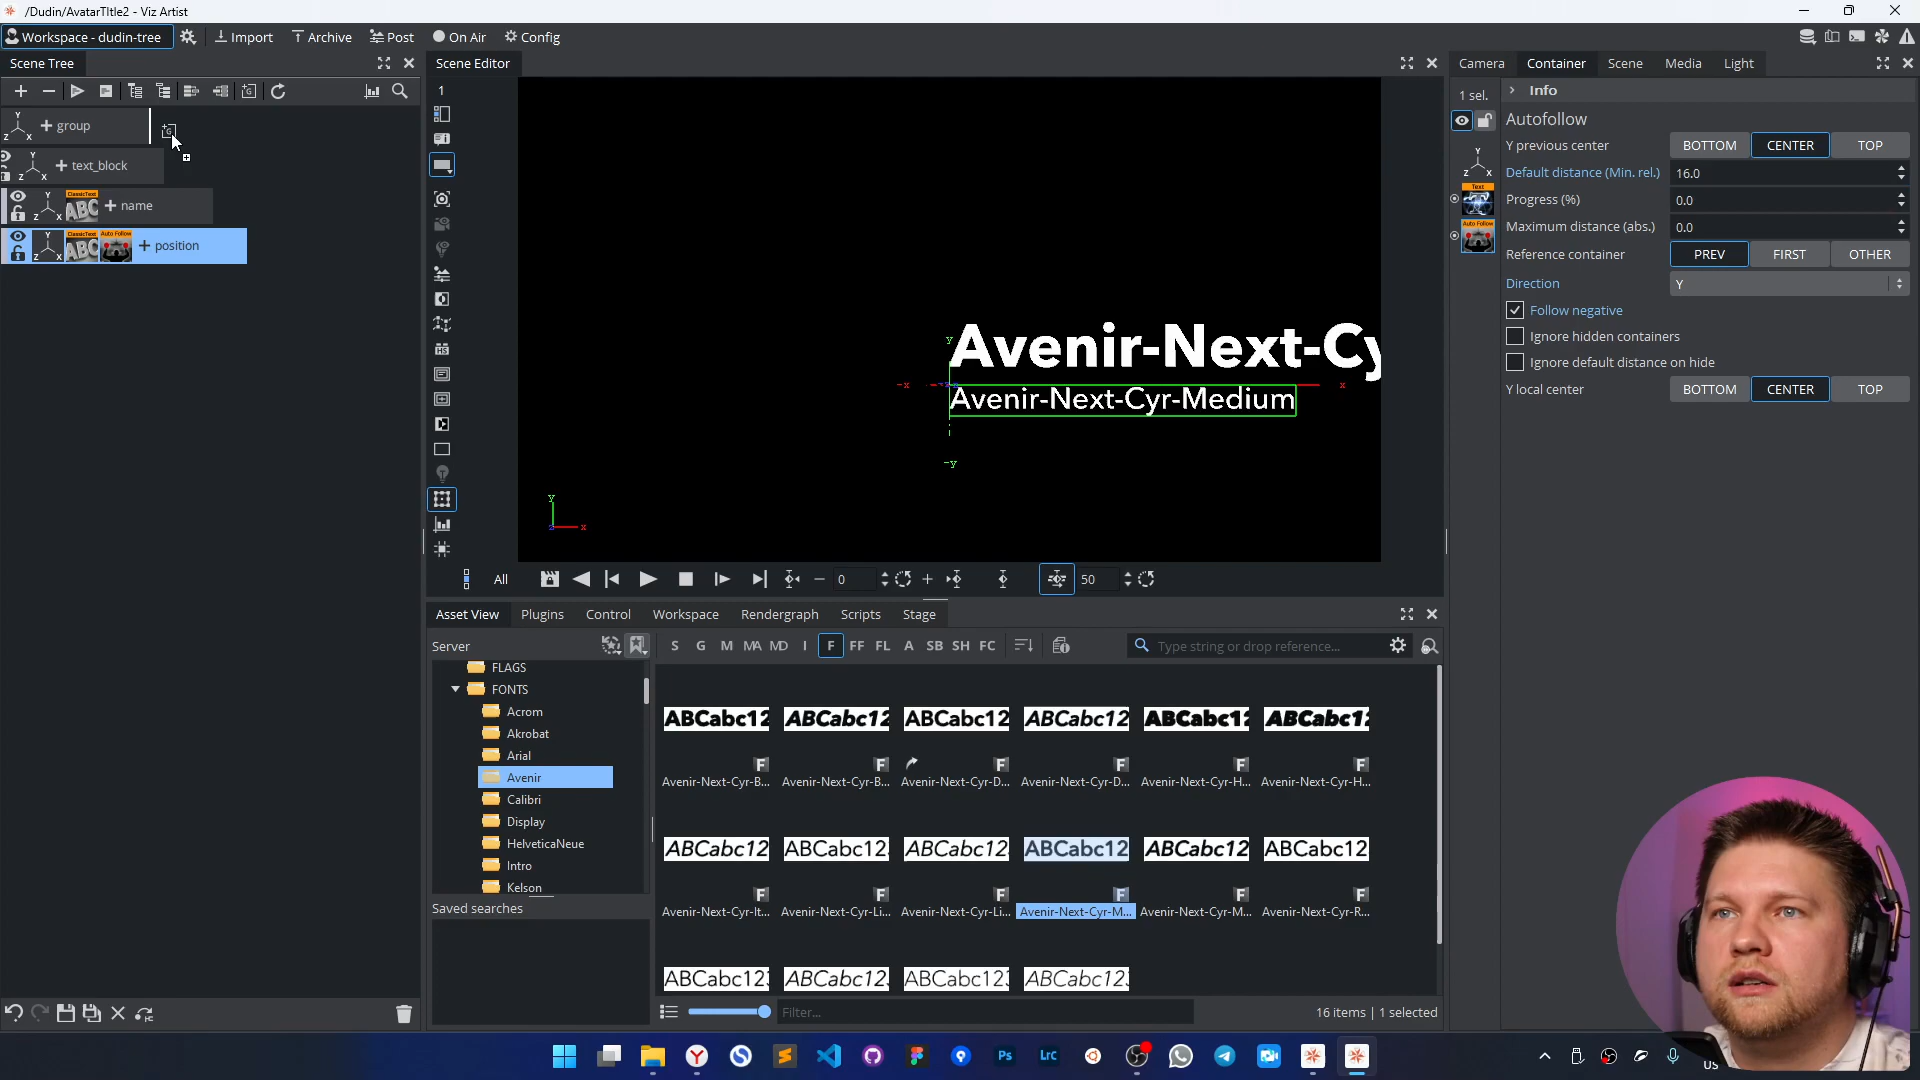 /Dudin/AvatarTItle2 - Viz Artist
Workspace - dudin-tree
Import
Archive
Post
On Air
Config
Scene Tree
Scene Editor
Camera
Container
Scene
Media
Light
group
text_block
name
position
1
1 sel.
Info
Autofollow
Y previous center
BOTTOM
CENTER
TOP
Default distance (Min. rel.)
16.0
Progress (%)
0.0
Maximum distance (abs.)
0.0
Reference container
PREV
FIRST
OTHER
Direction
Y
Follow negative
Ignore hidden containers
Ignore default distance on hide
Y local center
BOTTOM
CENTER
TOP
Avenir-Next-Cy
Avenir-Next-Cyr-Medium
All
0
50
Asset View
Plugins
Control
Workspace
Rendergraph
Scripts
Stage
Server
S G M MA MD I F FF FL A SB SH FC
Type string or drop reference...
FLAGS
FONTS
Acrom
Akrobat
Arial
Avenir
Calibri
Display
HelveticaNeue
Intro
Kelson
Saved searches
ABCabc12 ABCabc12 ABCabc12 ABCabc12 ABCabc12 ABCabc12
Avenir-Next-Cyr-B... Avenir-Next-Cyr-B... Avenir-Next-Cyr-D... Avenir-Next-Cyr-D... Avenir-Next-Cyr-H... Avenir-Next-Cyr-H...
ABCabc12 ABCabc12 ABCabc12 ABCabc12 ABCabc12 ABCabc12
Avenir-Next-Cyr-It... Avenir-Next-Cyr-Li... Avenir-Next-Cyr-Li... Avenir-Next-Cyr-M... Avenir-Next-Cyr-M... Avenir-Next-Cyr-R...
ABCabc123 ABCabc12 ABCabc123 ABCabc123
Filter...
16 items | 1 selected
US